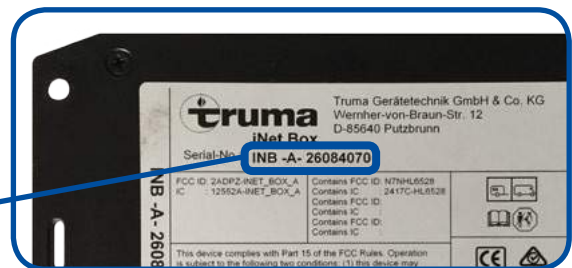 truma
iNet Box
Truma Gerätetechnik GmbH & Co. KG
Wernher-von-Braun-Str. 12
D-85640 Putzbrunn
Serial-No
INB -A- 26084070
FCC ID: 2ADPZ-INET_BOX_A
IC : 12552A-INET_BOX_A
Contains FCC ID: N7NHL6528
Contains IC : 2417C-HL6528
Contains FCC ID:
Contains IC :
Contains FCC ID:
Contains IC :
This device complies with Part 15 of the FCC Rules. Operation
is subject to the following two conditions: (1) this device may
CE
NB -A- 2608